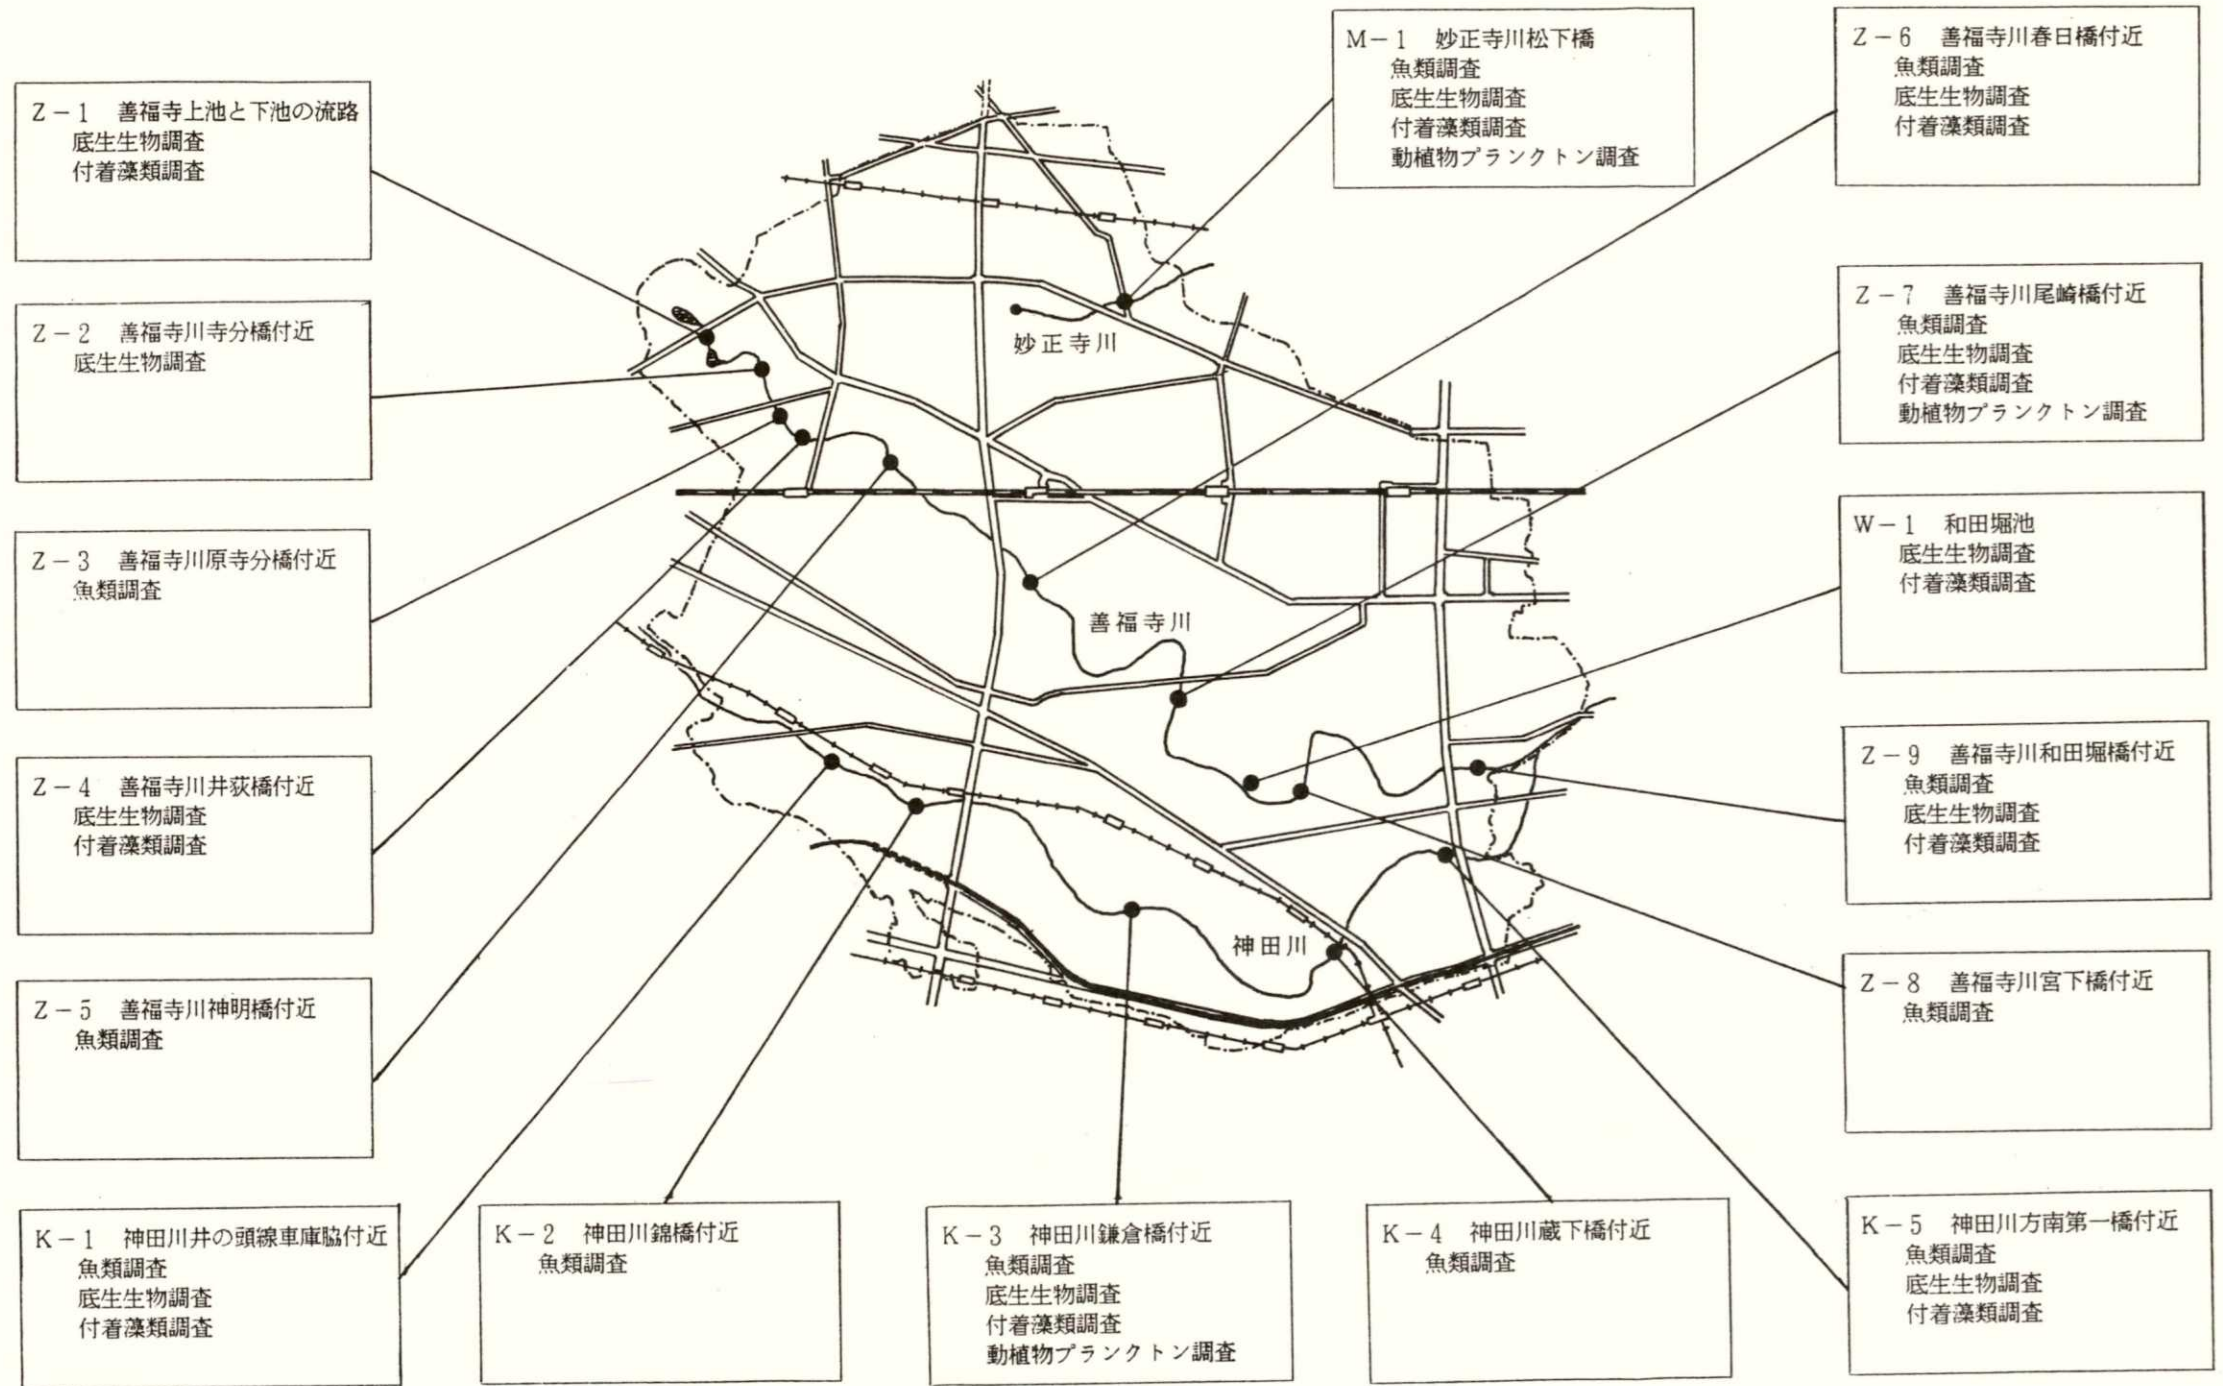 Z－1　善福寺上池と下池の流路
底生生物調査
付着藻類調査
Z－2　善福寺川寺分橋付近
底生生物調査
Z－3　善福寺川原寺分橋付近
魚類調査
Z－4　善福寺川井荻橋付近
底生生物調査
付着藻類調査
Z－5　善福寺川神明橋付近
魚類調査
K－1　神田川井の頭線車庫脇付近
魚類調査
底生生物調査
付着藻類調査
K－2　神田川錦橋付近
魚類調査
K－3　神田川鎌倉橋付近
魚類調査
底生生物調査
付着藻類調査
動植物プランクトン調査
K－4　神田川蔵下橋付近
魚類調査
K－5　神田川方南第一橋付近
魚類調査
底生生物調査
付着藻類調査
M－1　妙正寺川松下橋
魚類調査
底生生物調査
付着藻類調査
動植物プランクトン調査
Z－6　善福寺川春日橋付近
魚類調査
底生生物調査
付着藻類調査
Z－7　善福寺川尾崎橋付近
魚類調査
底生生物調査
付着藻類調査
動植物プランクトン調査
W－1　和田堀池
底生生物調査
付着藻類調査
Z－9　善福寺川和田堀橋付近
魚類調査
底生生物調査
付着藻類調査
Z－8　善福寺川宮下橋付近
魚類調査
妙正寺川
善福寺川
神田川